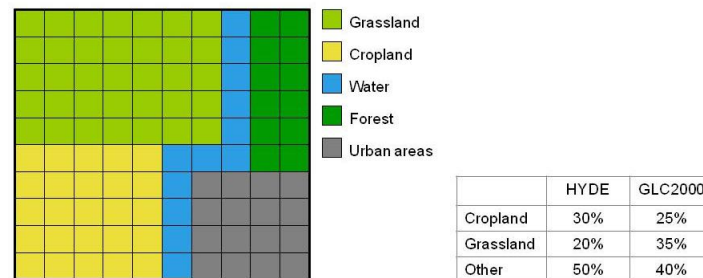 Grassland
Cropland
Water
Forest
Urban areas
HYDE GLC2000
Cropland 30% 25%
Grassland 20% 35%
Other 50% 40%